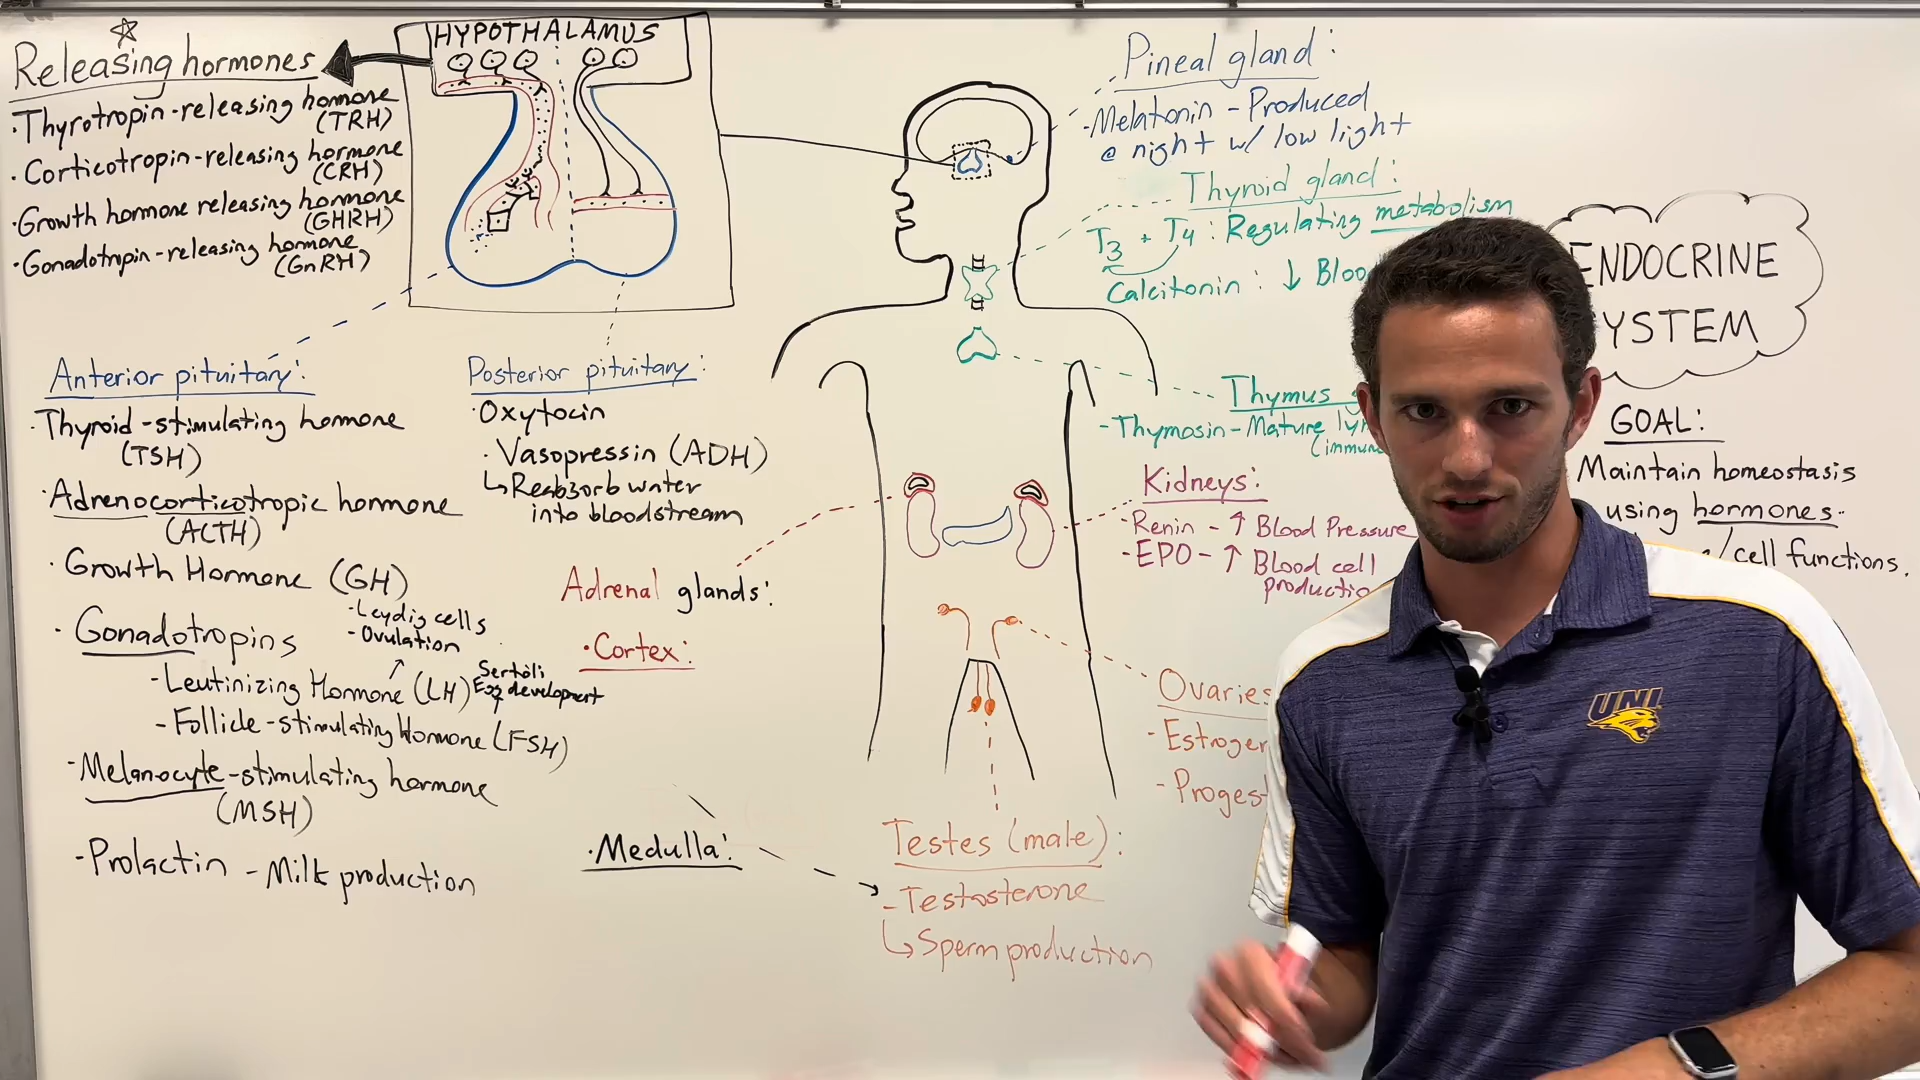 HYPOTHALAMUS
Releasing hormones
·Thyrotropin-releasing hormone
(TRH)
·Corticotropin-releasing hormone
(CRH)
·Growth hormone releasing hormone
(GHRH)
·Gonadotropin-releasing hormone
(GnRH)
Anterior pituitary:
·Thyroid-stimulating hormone
(TSH)
·Adrenocorticotropic hormone
(ACTH)
·Growth Hormone (GH)
·Gonadotropins
-Leydig cells
-Ovulation
-Leutinizing Hormone (LH)
Sertoli
Egg development
-Follicle-stimulating Hormone (FSH)
·Melanocyte-stimulating hormone
(MSH)
·Prolactin -Milk production
Posterior pituitary:
·Oxytocin
·Vasopressin (ADH)
↳Reabsorb water
into bloodstream
Adrenal glands:
·Cortex:
·Medulla:
Pineal gland:
-Melatonin - Produced
@ night w/ low light
Thyroid gland:
T3 + T4 : Regulating metabolism
Calcitonin: ↓ Bloo
Thymus
-Thymosin-Mature
Kidneys:
-Renin - ↑ Blood Pressure
-EPO - ↑ Blood cell
production
Ovaries
-Estrogen
-Progest
Testes (male):
-Testosterone
↳Sperm production
ENDOCRINE
SYSTEM
GOAL:
Maintain homeostasis
using hormones.
/cell functions.
UNI